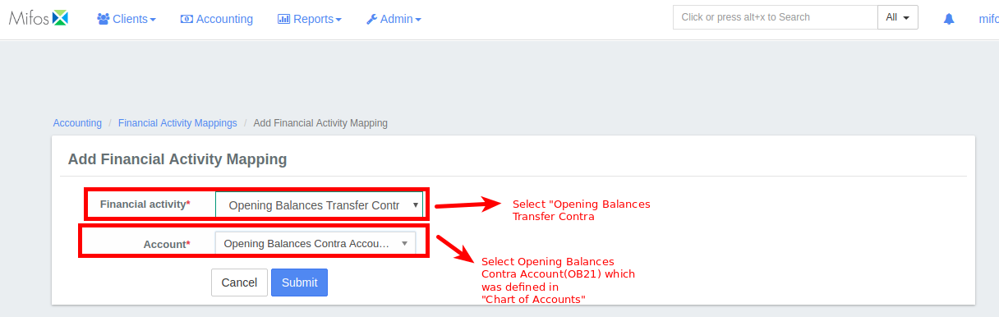 Mifos Clients Accounting Reports Admin Click or press alt+x to Search All mifo
Accounting / Financial Activity Mappings / Add Financial Activity Mapping
Add Financial Activity Mapping
Financial activity* Opening Balances Transfer Contr
Select "Opening Balances
Transfer Contra
Account* Opening Balances Contra Accou...
Select Opening Balances
Contra Account(OB21) which
was defined in
"Chart of Accounts"
Cancel Submit